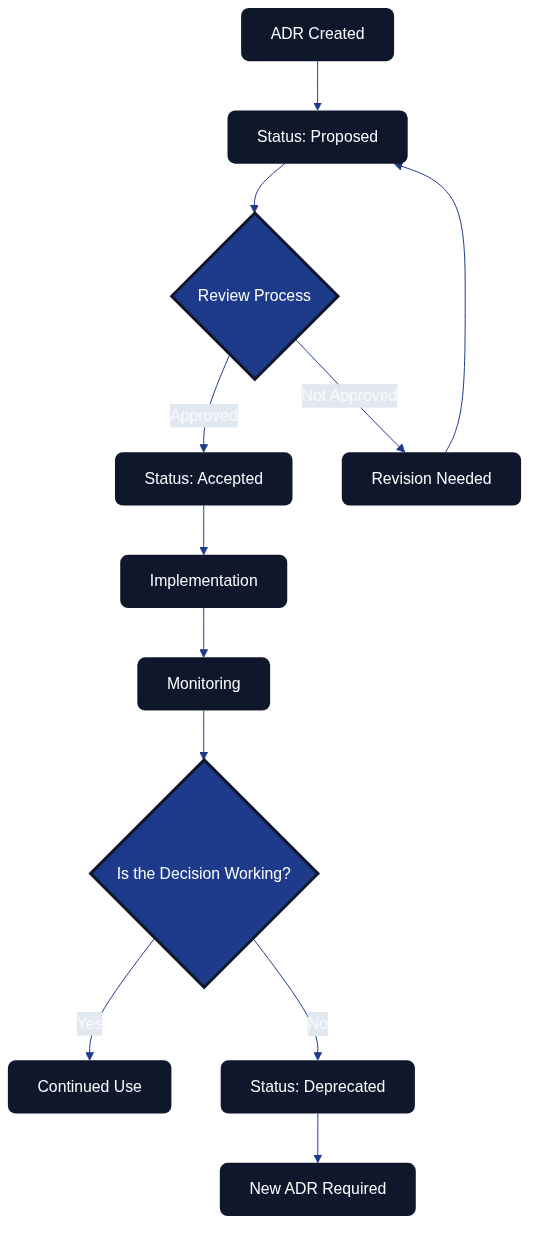 ADR Created
Status: Proposed
Review Process
Approved
Not Approved
Status: Accepted
Revision Needed
Implementation
Monitoring
Is the Decision Working?
Yes
No
Continued Use
Status: Deprecated
New ADR Required